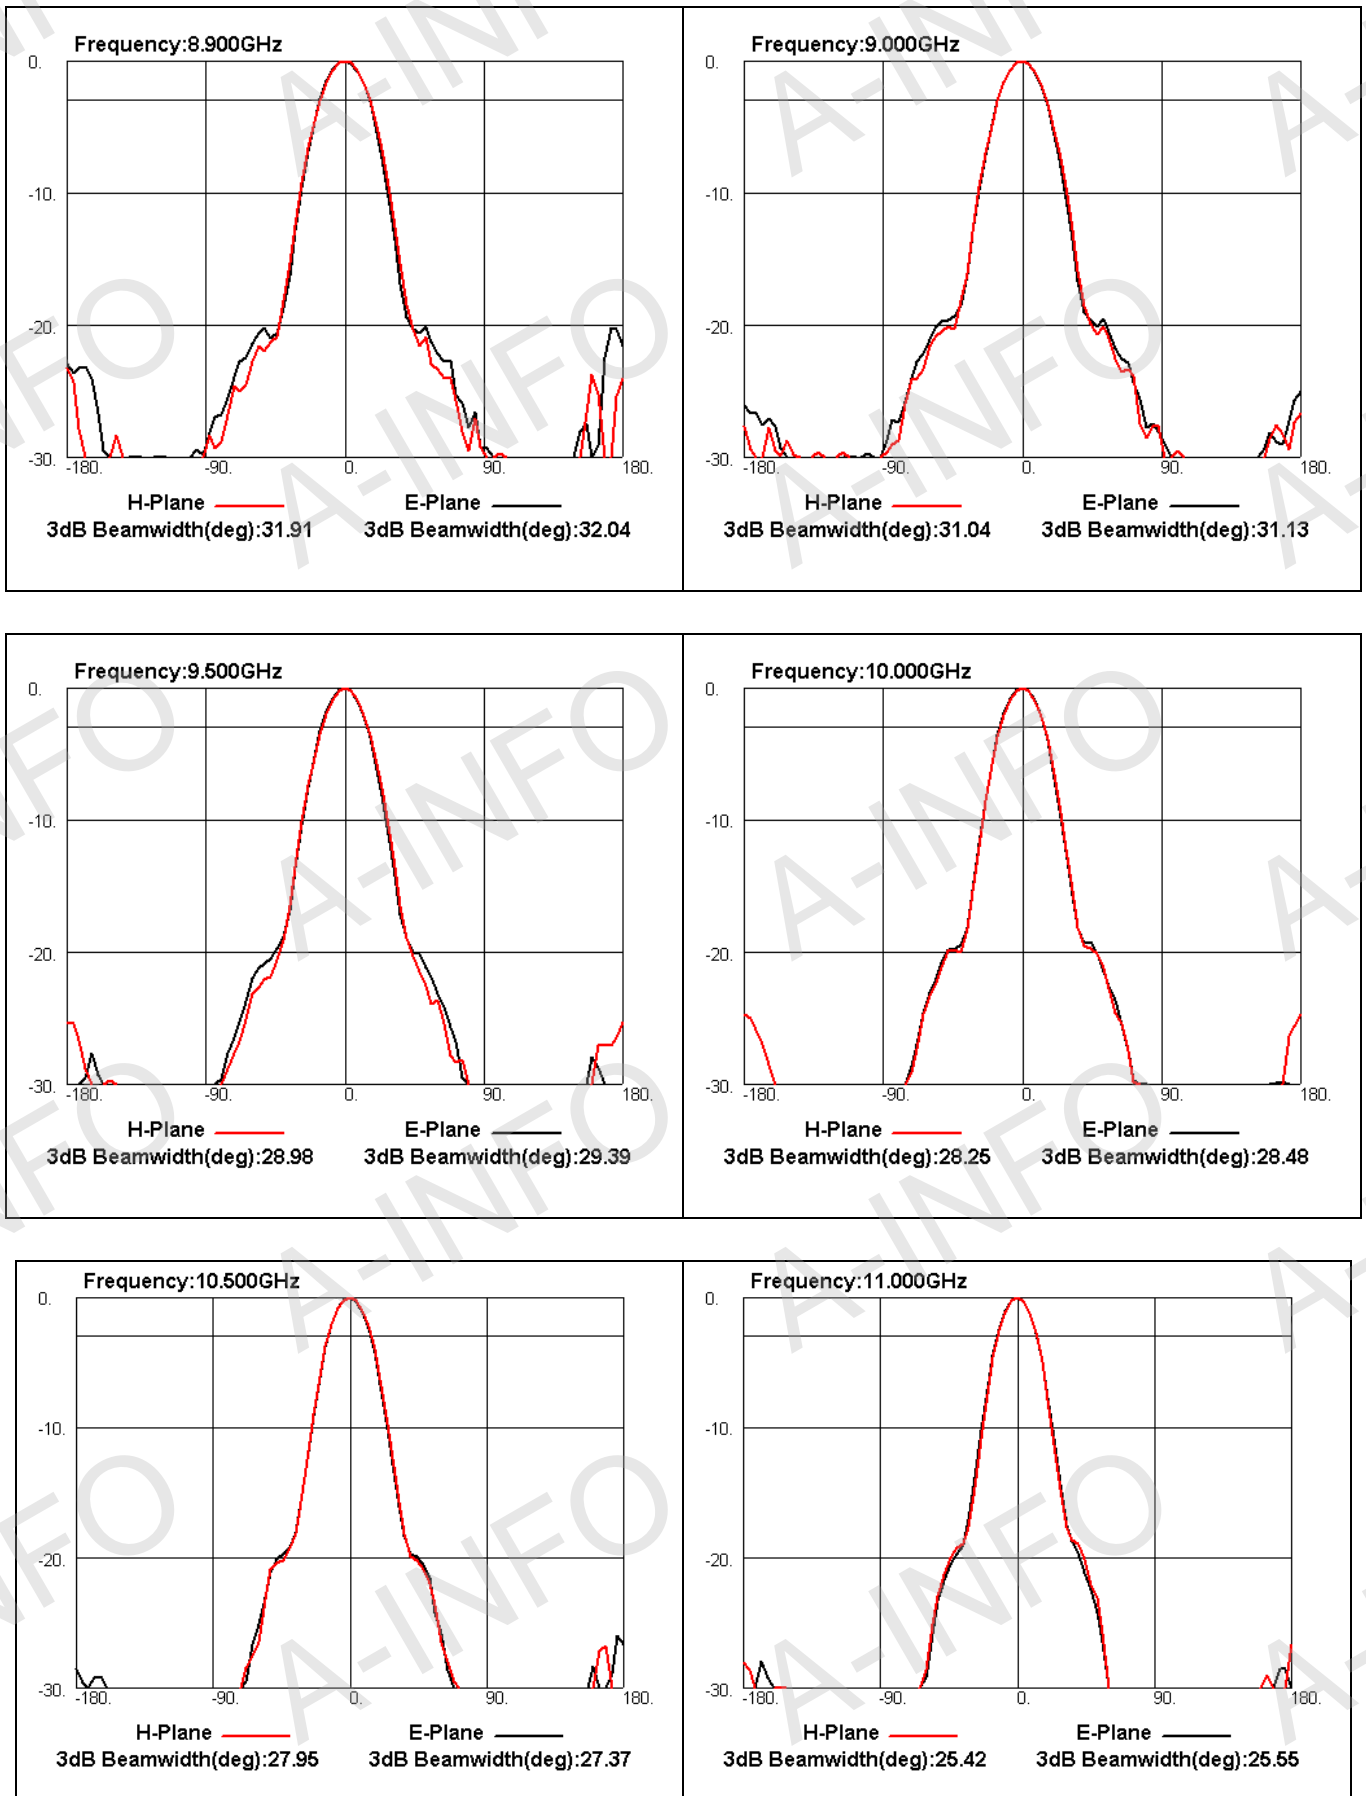 Frequency:8.900GHz
0.
-10.
-20.
-30.
-180. -90. 0. 90. 180.
H-Plane E-Plane
3dB Beamwidth(deg):31.91 3dB Beamwidth(deg):32.04
Frequency:9.000GHz
0.
-10.
-20.
-30.
-180. -90. 0. 90. 180.
H-Plane E-Plane
3dB Beamwidth(deg):31.04 3dB Beamwidth(deg):31.13
Frequency:9.500GHz
0.
-10.
-20.
-30.
-180. -90. 0. 90. 180.
H-Plane E-Plane
3dB Beamwidth(deg):28.98 3dB Beamwidth(deg):29.39
Frequency:10.000GHz
0.
-10.
-20.
-30.
-180. -90. 0. 90. 180.
H-Plane E-Plane
3dB Beamwidth(deg):28.25 3dB Beamwidth(deg):28.48
Frequency:10.500GHz
0.
-10.
-20.
-30.
-180. -90. 0. 90. 180.
H-Plane E-Plane
3dB Beamwidth(deg):27.95 3dB Beamwidth(deg):27.37
Frequency:11.000GHz
0.
-10.
-20.
-30.
-180. -90. 0. 90. 180.
H-Plane E-Plane
3dB Beamwidth(deg):25.42 3dB Beamwidth(deg):25.55
A-INFO
A-INFO
A-INFO
A-INFO
A-INFO
A-INFO
A-INFO
A-INFO